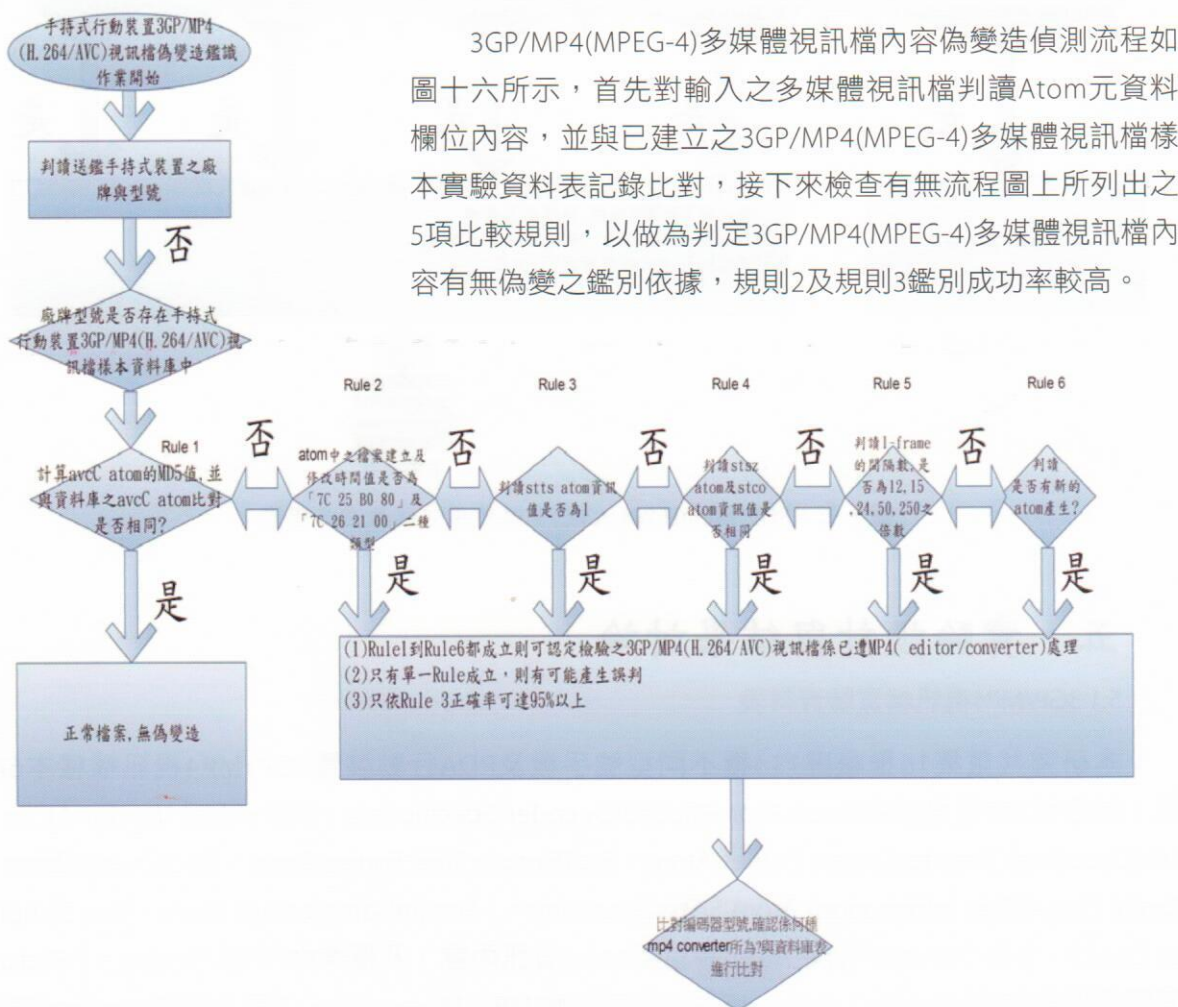 3GP/MP4(MPEG-4)多媒體視訊檔內容偽變造偵測流程如
圖十六所示，首先對輸入之多媒體視訊檔判讀Atom元資料
欄位內容，並與已建立之3GP/MP4(MPEG-4)多媒體視訊檔樣
本實驗資料表記錄比對，接下來檢查有無流程圖上所列出之
5項比較規則，以做為判定3GP/MP4(MPEG-4)多媒體視訊檔內
容有無偽變之鑑別依據，規則2及規則3鑑別成功率較高。
手持式行動裝置3GP/MP4
(H.264/AVC)視訊檔偽變造鑑識
作業開始
判讀送鑑手持式裝置之廠
牌與型號
否
廠牌型號是否存在手持式
行動裝置3GP/MP4(H.264/AVC)視
訊檔樣本資料庫中
Rule 1
計算avcC atom的MD5值,並
與資料庫之avcC atom比對
是否相同?
否
是
正常檔案,無偽變造
Rule 2
atom中之檔案建立及
修改時間值是否為
「7C 25 B0 80」及
「7C 26 21 00」二種
類型
否
是
Rule 3
判讀stts atom資訊
值是否為1
否
是
Rule 4
判讀stsz
atom及stco
atom資訊值是
否相同
否
是
Rule 5
判讀I-frame
的間隔數,是
否為12,15
,24,50,250之
倍數
否
是
Rule 6
判讀
是否有新的
atom產生?
是
(1)Rule1到Rule6都成立則可認定檢驗之3GP/MP4(H.264/AVC)視訊檔係已遭MP4( editor/converter)處理
(2)只有單一Rule成立，則有可能產生誤判
(3)只依Rule 3正確率可達95%以上
比對編碼器型號,確認係何種
mp4 converter所為?與資料庫表
進行比對